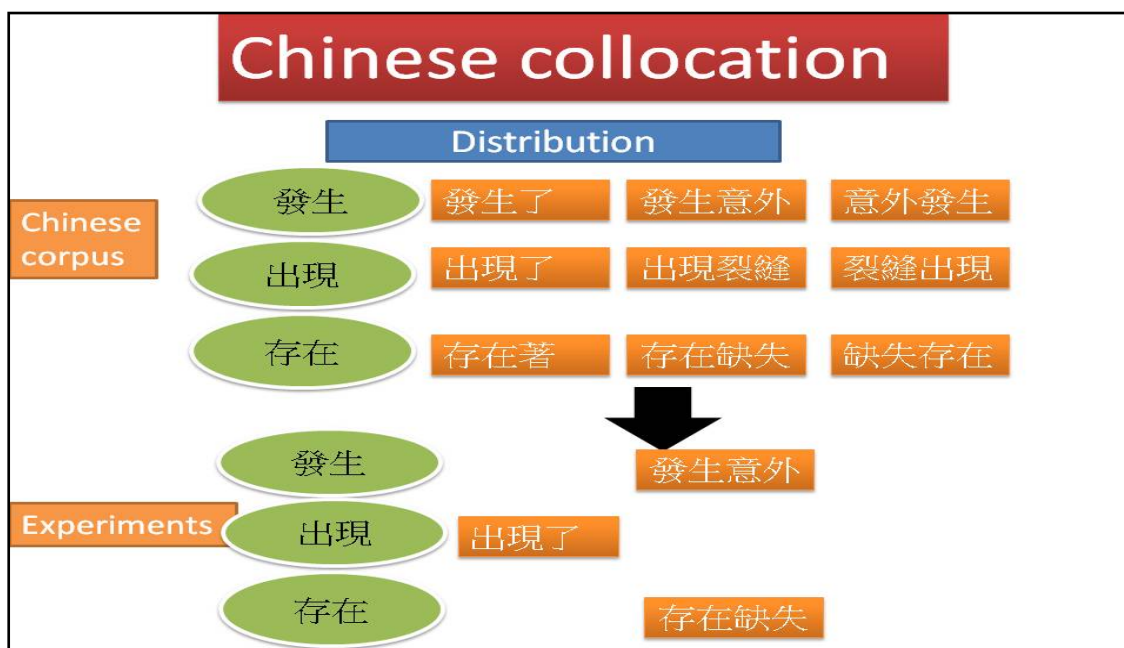 Chinese collocation
Distribution
Chinese
corpus
發生 發生了 發生意外 意外發生
出現 出現了 出現裂縫 裂縫出現
存在 存在著 存在缺失 缺失存在
Experiments
發生 發生意外
出現 出現了
存在 存在缺失